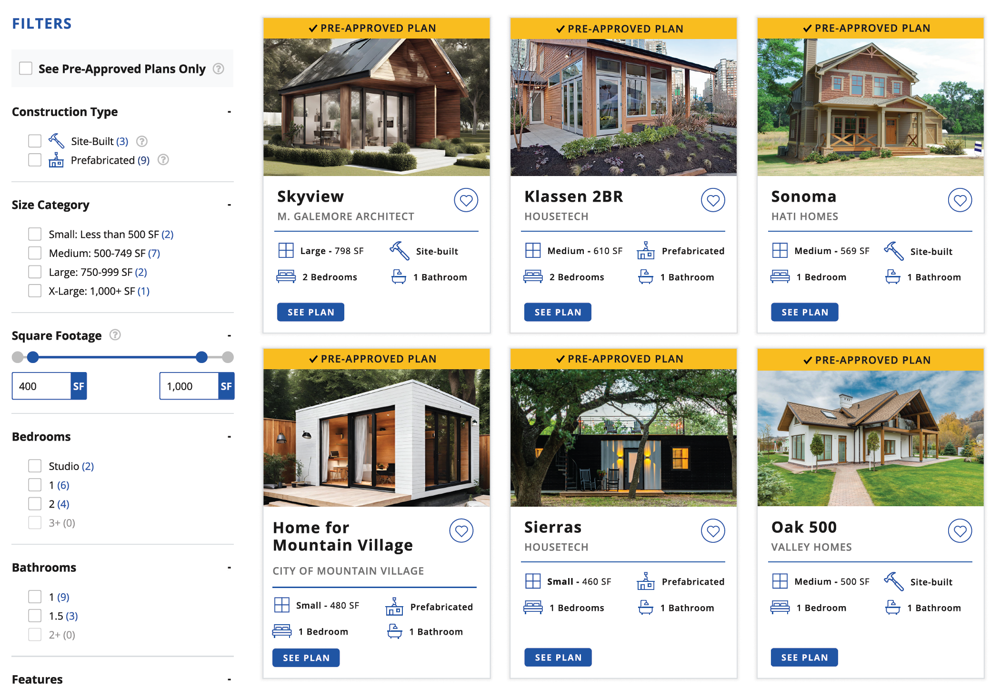 FILTERS
See Pre-Approved Plans Only ?
Construction Type -
Site-Built (3) ?
Prefabricated (9) ?
Size Category -
Small: Less than 500 SF (2)
Medium: 500-749 SF (7)
Large: 750-999 SF (2)
X-Large: 1,000+ SF (1)
Square Footage ? -
400 SF 1,000 SF
Bedrooms -
Studio (2)
1 (6)
2 (4)
3+ (0)
Bathrooms -
1 (9)
1.5 (3)
2+ (0)
Features -
✓ PRE-APPROVED PLAN
Skyview
M. GALEMORE ARCHITECT
Large - 798 SF Site-built
2 Bedrooms 1 Bathroom
SEE PLAN
✓ PRE-APPROVED PLAN
Klassen 2BR
HOUSETECH
Medium - 610 SF Prefabricated
2 Bedrooms 1 Bathroom
SEE PLAN
✓ PRE-APPROVED PLAN
Sonoma
HATI HOMES
Medium - 569 SF Site-built
1 Bedroom 1 Bathroom
SEE PLAN
✓ PRE-APPROVED PLAN
Home for
Mountain Village
CITY OF MOUNTAIN VILLAGE
Small - 480 SF Prefabricated
1 Bedroom 1 Bathroom
SEE PLAN
✓ PRE-APPROVED PLAN
Sierras
HOUSETECH
Small - 460 SF Prefabricated
1 Bedrooms 1 Bathroom
SEE PLAN
✓ PRE-APPROVED PLAN
Oak 500
VALLEY HOMES
Medium - 500 SF Site-built
1 Bedroom 1 Bathroom
SEE PLAN